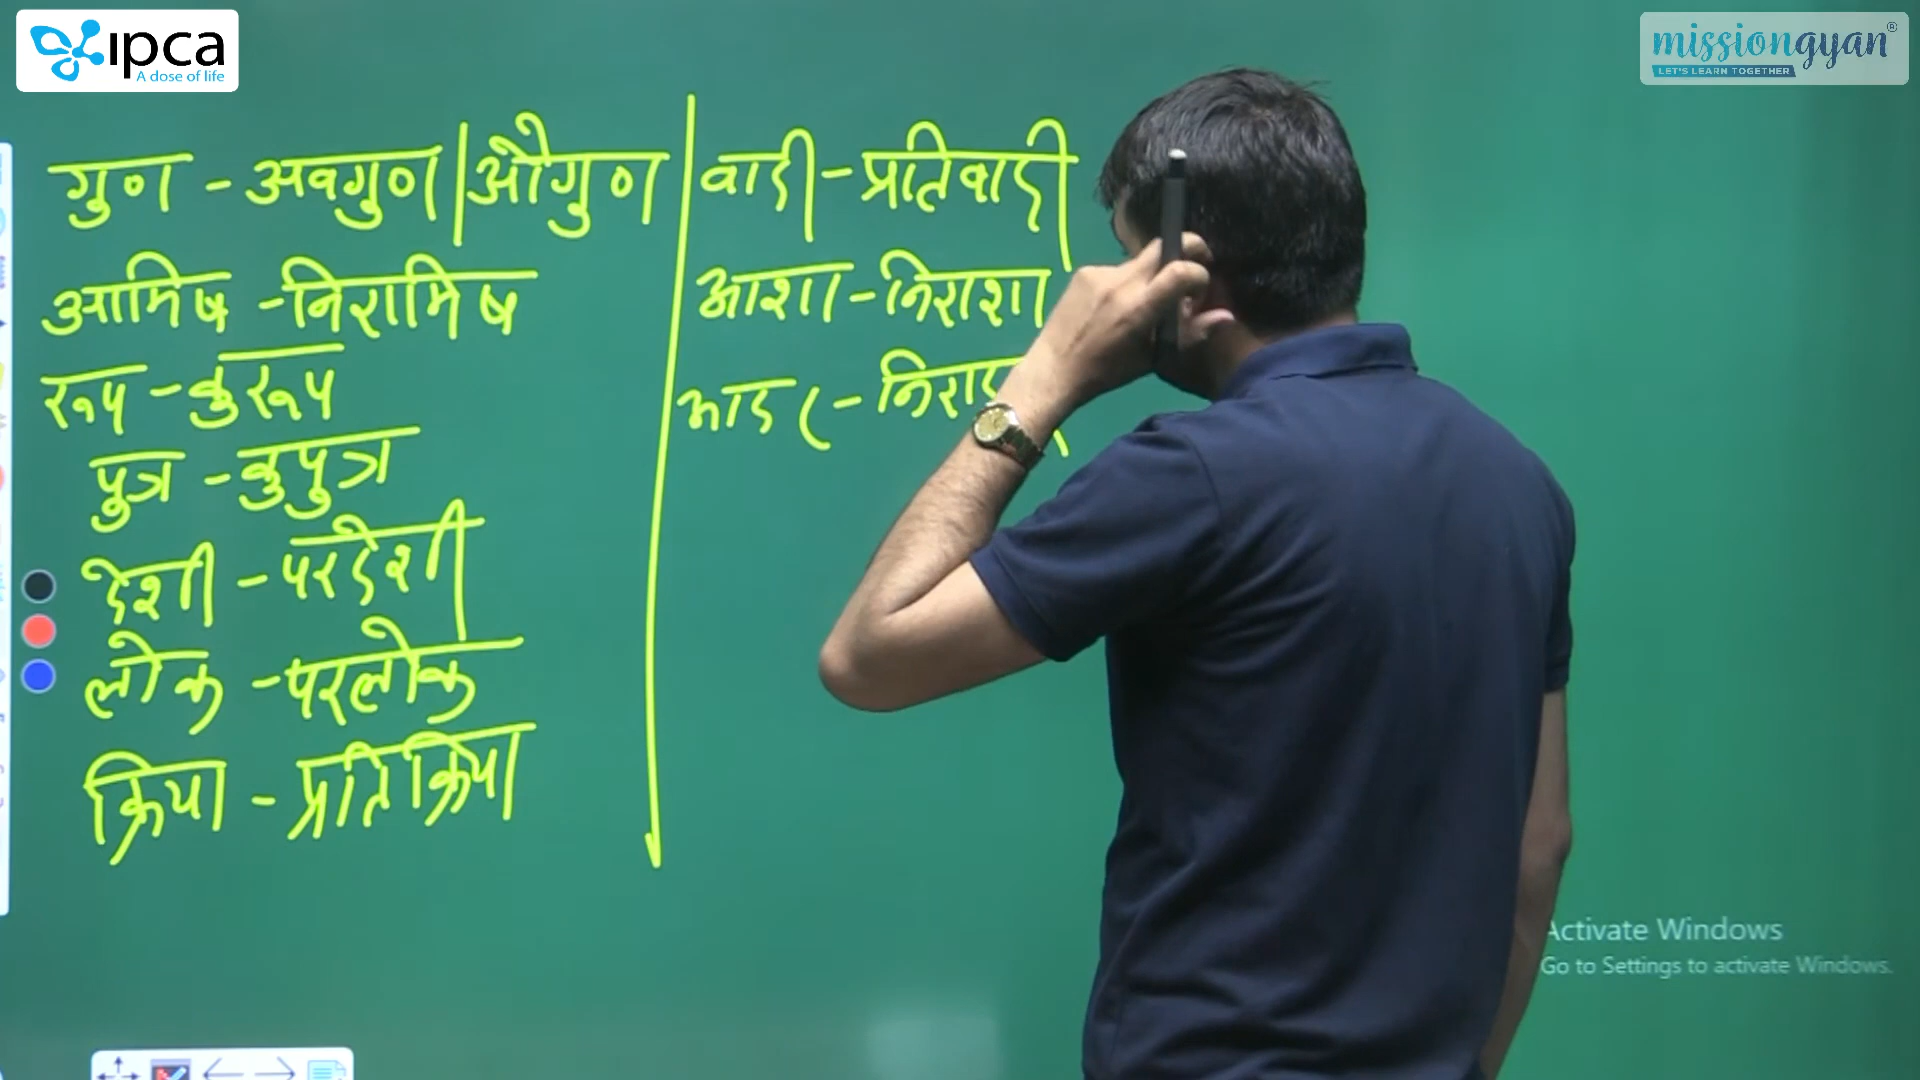 ipca
A dose of life
missiongyan®
LET'S LEARN TOGETHER
गुण - अवगुण | औगुण
आमिष - निरामिष
रूप - कुरूप
पुत्र - कुपुत्र
देशी - परदेशी
लोक - परलोक
क्रिया - प्रतिक्रिया
वादी - प्रतिवादी
आशा - निराशा
आदर -
Activate Windows
Go to Settings to activate Windows.